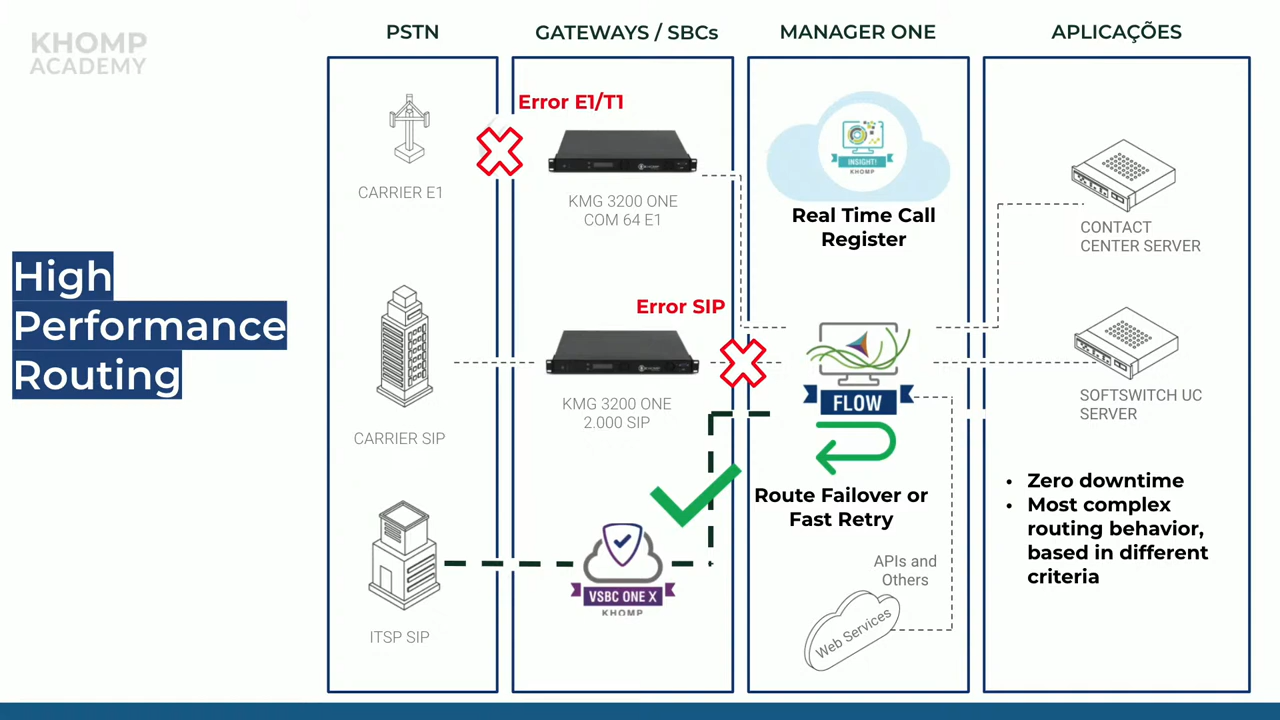 KHOMP
ACADEMY
High
Performance
Routing
PSTN
GATEWAYS / SBCs
MANAGER ONE
APLICAÇÕES
CARRIER E1
CARRIER SIP
ITSP SIP
Error E1/T1
KMG 3200 ONE
COM 64 E1
Error SIP
KMG 3200 ONE
2.000 SIP
VSBC ONE X
KHOMP
INSIGHT!
KHOMP
Real Time Call
Register
FLOW
Route Failover or
Fast Retry
APIs and
Others
Web Services
CONTACT
CENTER SERVER
SOFTSWITCH UC
SERVER
• Zero downtime
• Most complex
routing behavior,
based in different
criteria